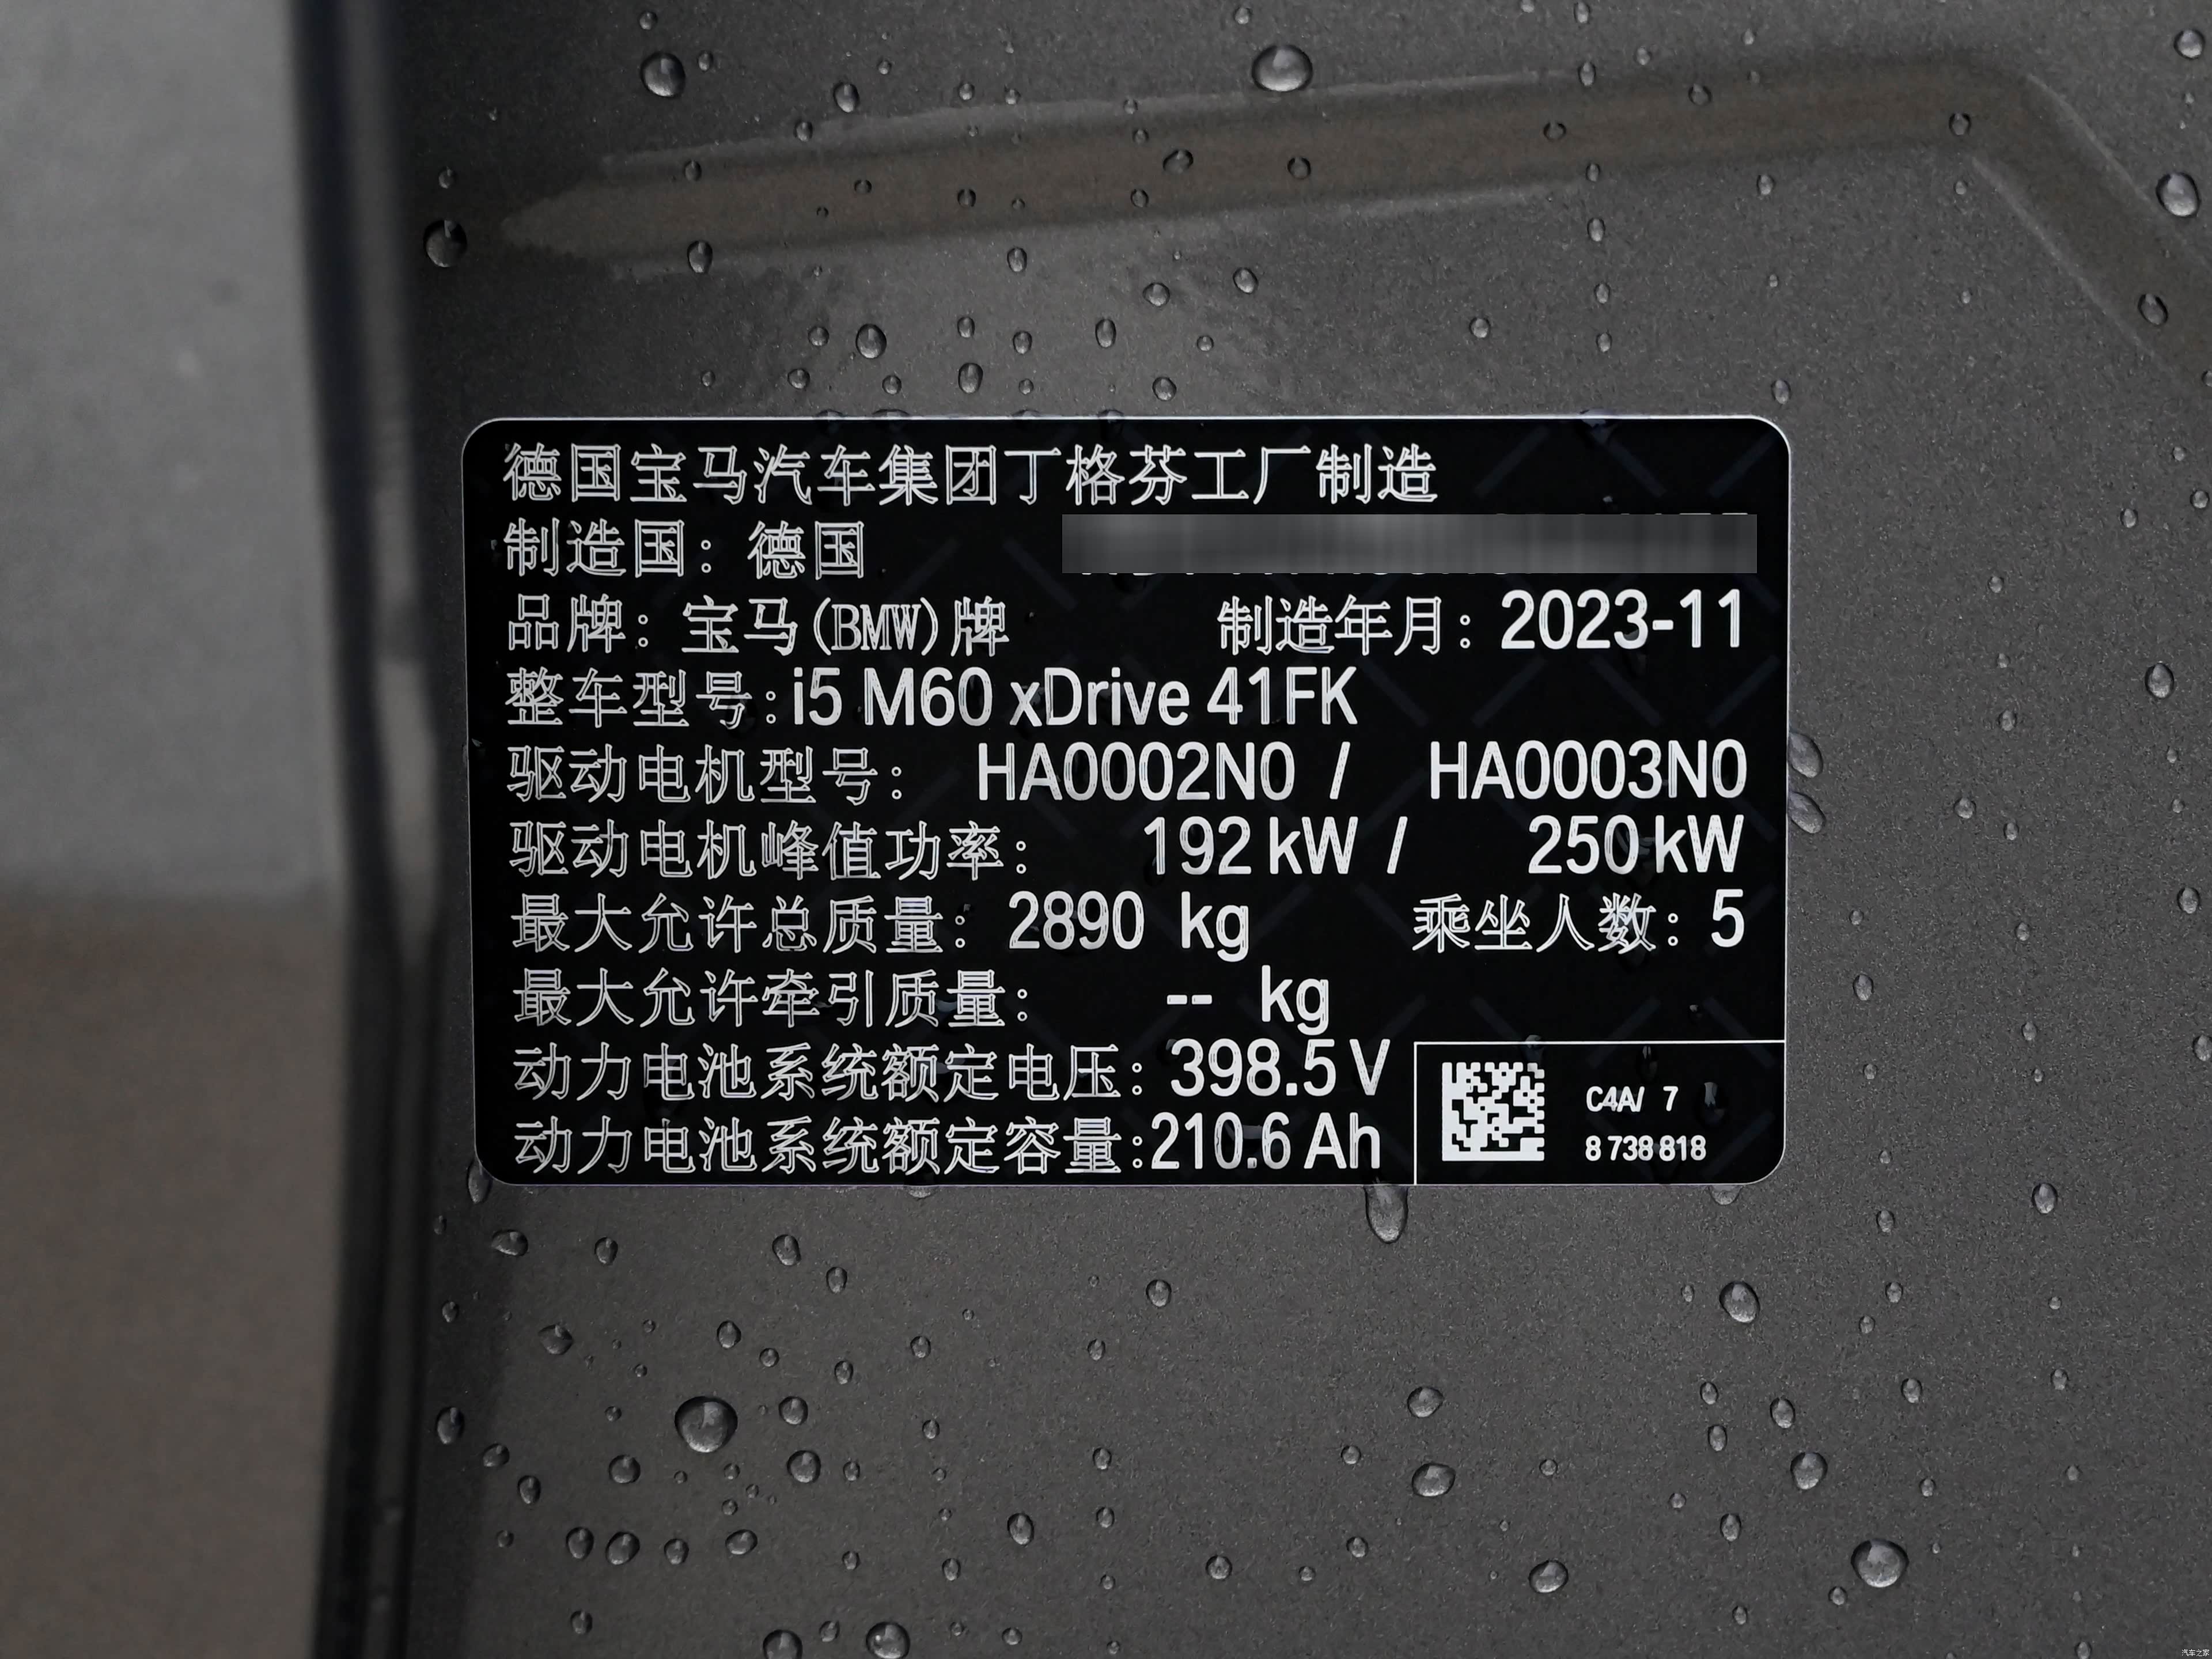 德国宝马汽车集团丁格芬工厂制造
制造国：德国
品牌：宝马(BMW)牌 制造年月：2023-11
整车型号:i5 M60 xDrive 41FK
驱动电机型号： HA0002N0 / HA0003N0
驱动电机峰值功率： 192 kW / 250 kW
最大允许总质量：2890 kg 乘坐人数：5
最大允许牵引质量： -- kg
动力电池系统额定电压：398.5 V
动力电池系统额定容量:210.6 Ah
C4A/ 7
8 738 818
汽车之家